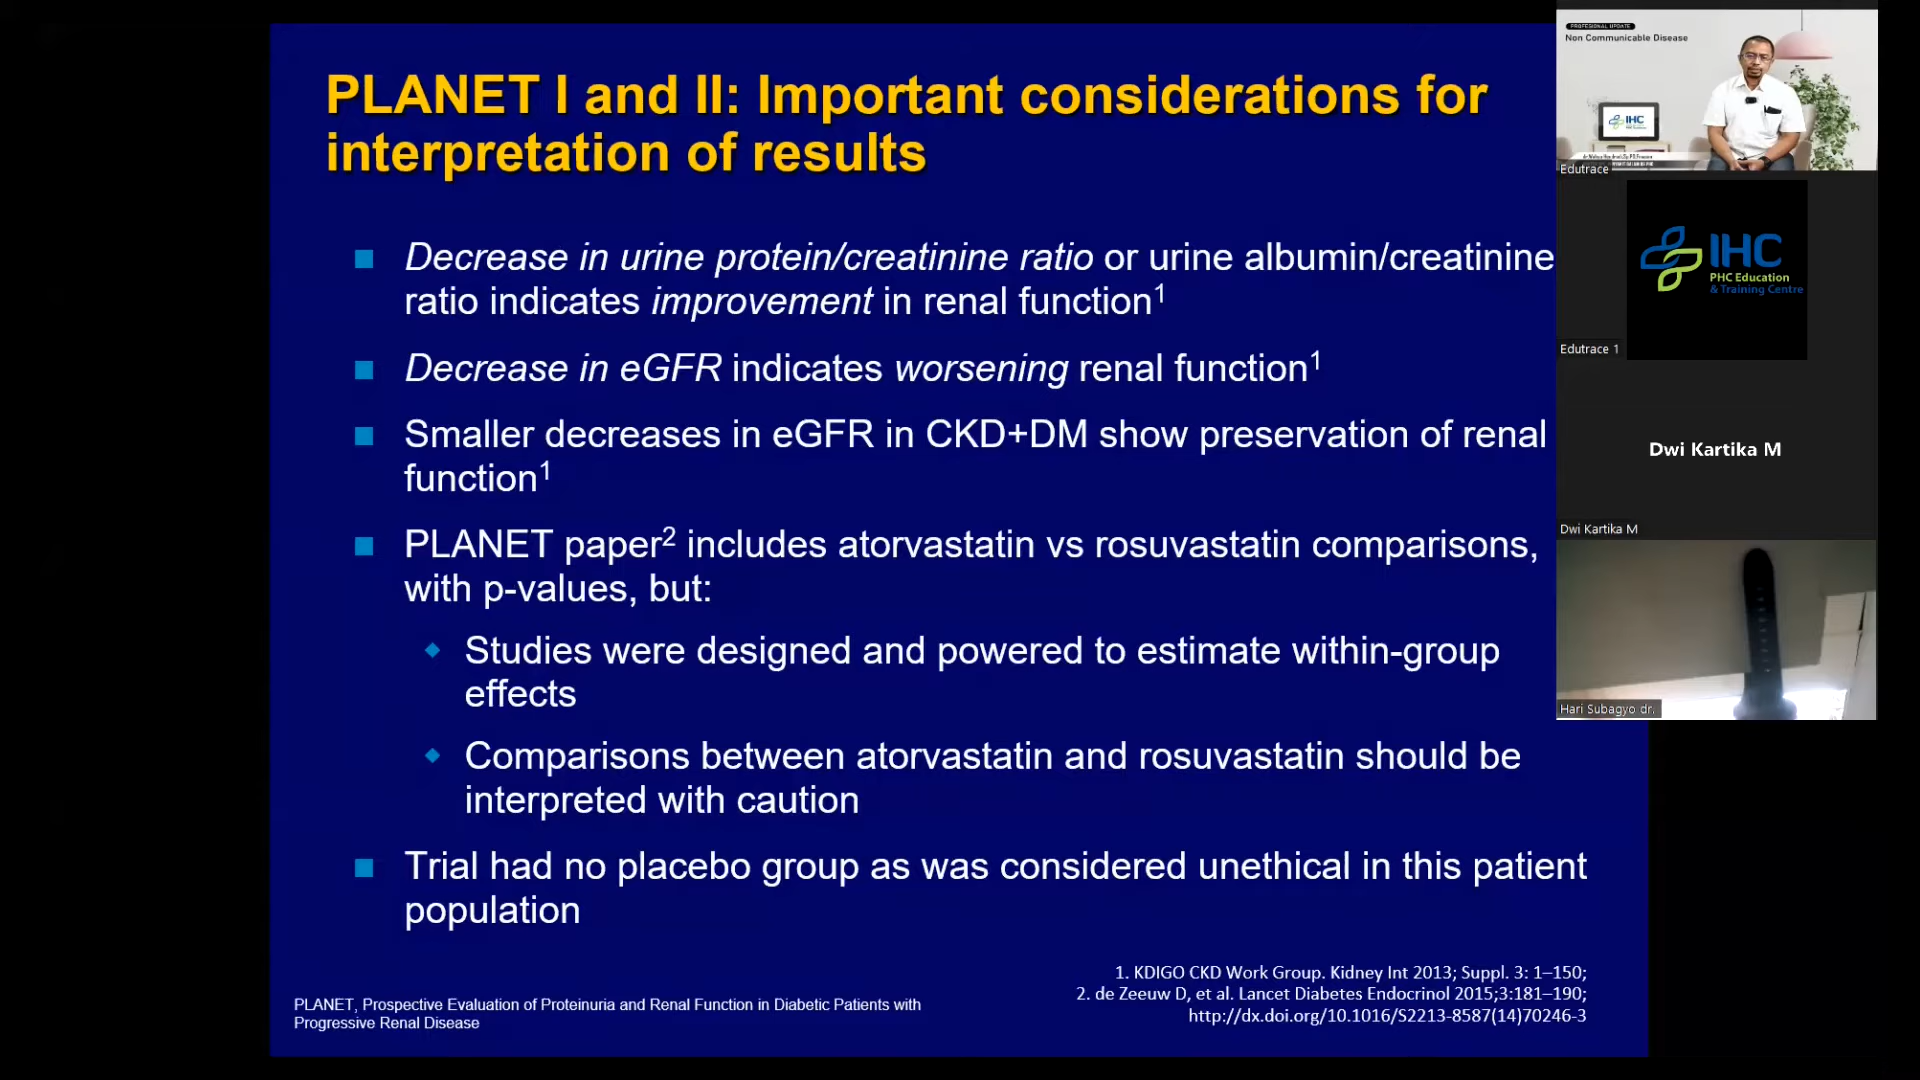 PLANET I and II: Important considerations for
interpretation of results
Decrease in urine protein/creatinine ratio or urine albumin/creatinine
ratio indicates improvement in renal function1
Decrease in eGFR indicates worsening renal function1
Smaller decreases in eGFR in CKD+DM show preservation of renal
function1
PLANET paper2 includes atorvastatin vs rosuvastatin comparisons,
with p-values, but:
Studies were designed and powered to estimate within-group
effects
Comparisons between atorvastatin and rosuvastatin should be
interpreted with caution
Trial had no placebo group as was considered unethical in this patient
population
1. KDIGO CKD Work Group. Kidney Int 2013; Suppl. 3: 1–150;
2. de Zeeuw D, et al. Lancet Diabetes Endocrinol 2015;3:181–190;
http://dx.doi.org/10.1016/S2213-8587(14)70246-3
PLANET, Prospective Evaluation of Proteinuria and Renal Function in Diabetic Patients with
Progressive Renal Disease
PROFESIONAL UPDATE
Non Communicable Disease
IHC
Edutrace
IHC
PHC Education
& Training Centre
Edutrace 1
Dwi Kartika M
Dwi Kartika M
Hari Subagyo dr.